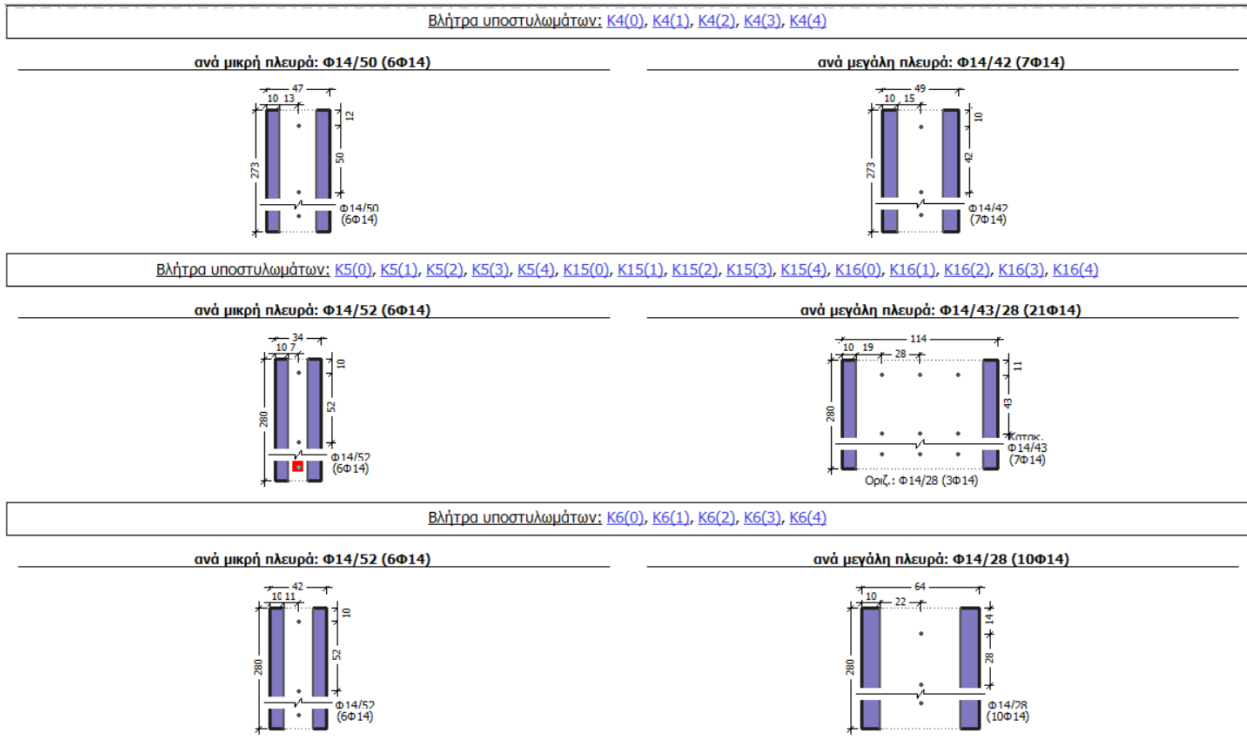 Βλήτρα υποστυλωμάτων: K4(0), K4(1), K4(2), K4(3), K4(4)
ανά μικρή πλευρά: Φ14/50 (6Φ14)
47
10 13
12
50
273
Φ14/50
(6Φ14)
ανά μεγάλη πλευρά: Φ14/42 (7Φ14)
49
10 15
10
42
273
Φ14/42
(7Φ14)
Βλήτρα υποστυλωμάτων: K5(0), K5(1), K5(2), K5(3), K5(4), K15(0), K15(1), K15(2), K15(3), K15(4), K16(0), K16(1), K16(2), K16(3), K16(4)
ανά μικρή πλευρά: Φ14/52 (6Φ14)
34
10 7
10
52
280
Φ14/52
(6Φ14)
ανά μεγάλη πλευρά: Φ14/43/28 (21Φ14)
114
10 19 28
11
43
280
Κατακ.
Φ14/43
(7Φ14)
Οριζ.: Φ14/28 (3Φ14)
Βλήτρα υποστυλωμάτων: K6(0), K6(1), K6(2), K6(3), K6(4)
ανά μικρή πλευρά: Φ14/52 (6Φ14)
42
10 11
10
52
280
Φ14/52
(6Φ14)
ανά μεγάλη πλευρά: Φ14/28 (10Φ14)
64
10 22
14
28
280
Φ14/28
(10Φ14)